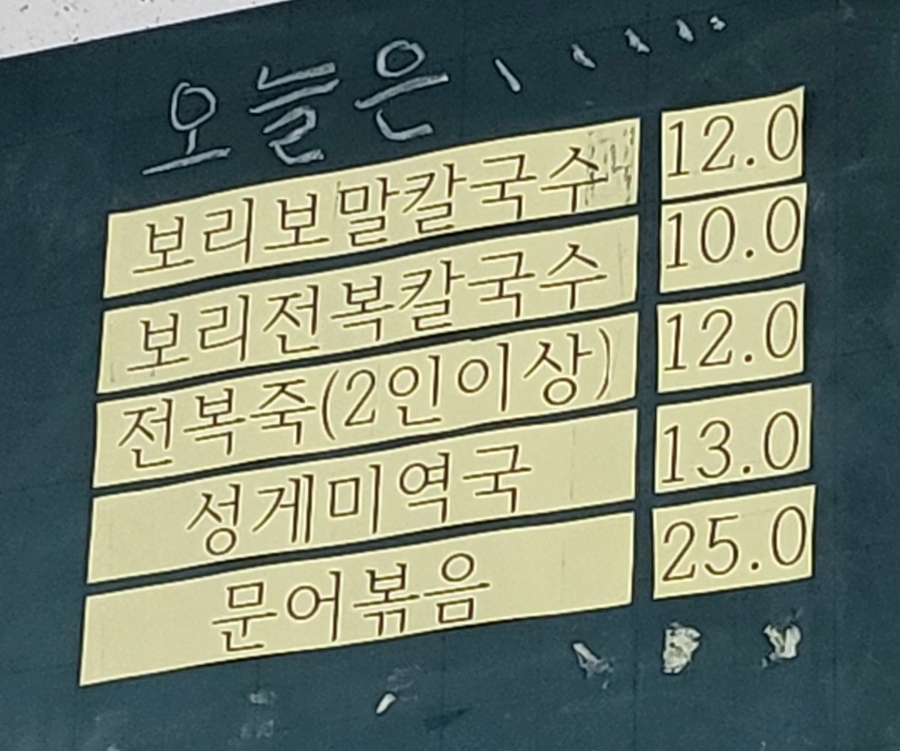 오늘은 . . . . .
보리보말칼국수 12.0
보리전복칼국수 10.0
전복죽(2인이상) 12.0
성게미역국 13.0
문어볶음 25.0